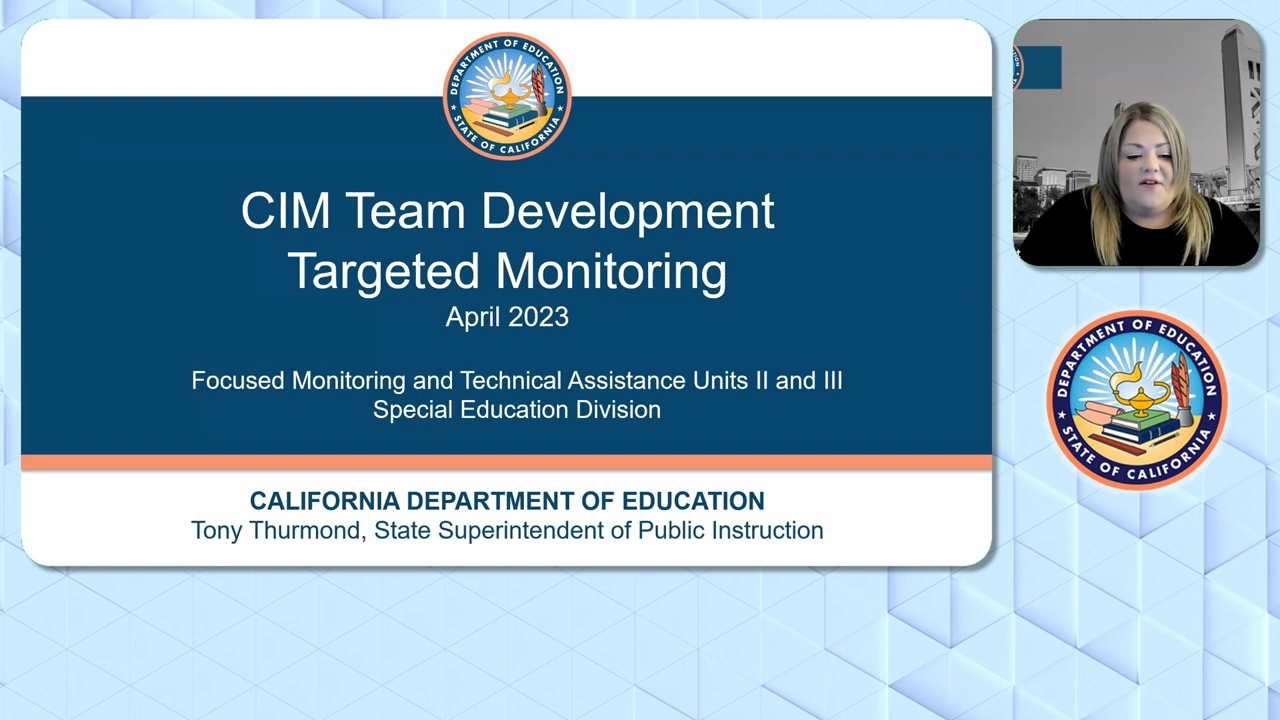 DEPARTMENT OF EDUCATION
STATE OF CALIFORNIA
CIM Team Development
Targeted Monitoring
April 2023
Focused Monitoring and Technical Assistance Units II and III
Special Education Division
CALIFORNIA DEPARTMENT OF EDUCATION
Tony Thurmond, State Superintendent of Public Instruction
DEPARTMENT OF EDUCATION
STATE OF CALIFORNIA